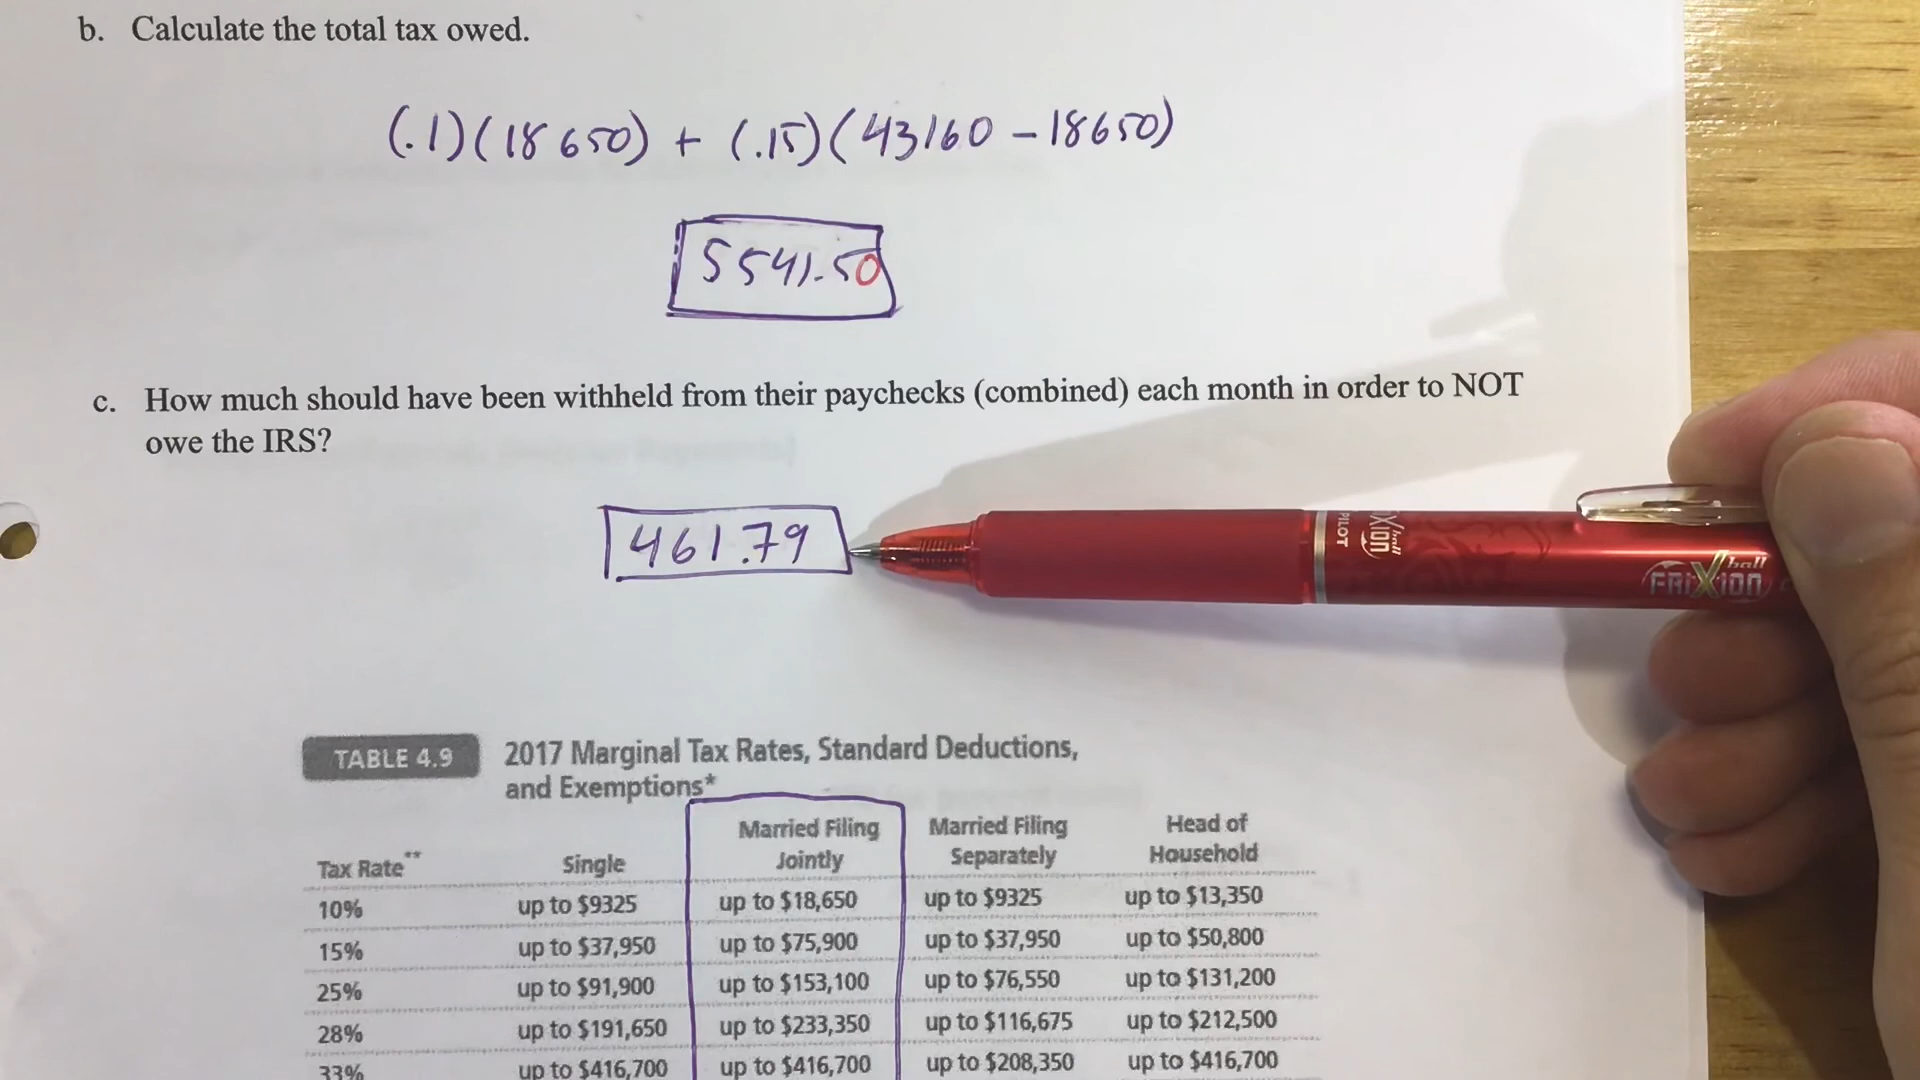 b. Calculate the total tax owed.
(.1)(18650) + (.15)(43160 - 18650)
5541.50
c. How much should have been withheld from their paychecks (combined) each month in order to NOT
owe the IRS?
461.79
PILOT
FRIXION ball
TABLE 4.9 2017 Marginal Tax Rates, Standard Deductions,
and Exemptions*
Tax Rate** Single Married Filing Jointly Married Filing Separately Head of Household
10% up to $9325 up to $18,650 up to $9325 up to $13,350
15% up to $37,950 up to $75,900 up to $37,950 up to $50,800
25% up to $91,900 up to $153,100 up to $76,550 up to $131,200
28% up to $191,650 up to $233,350 up to $116,675 up to $212,500
33% up to $416,700 up to $416,700 up to $208,350 up to $416,700